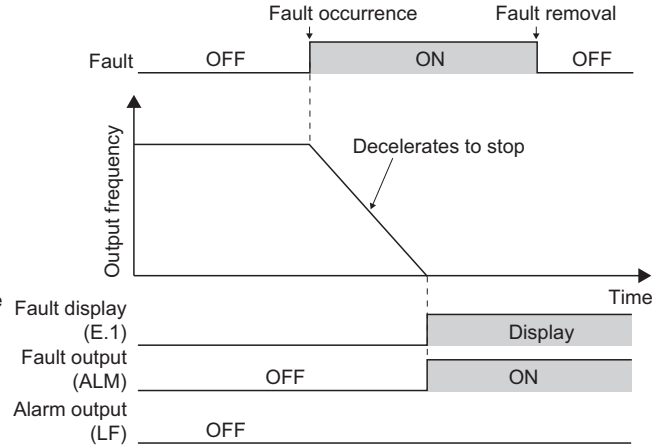 Fault occurrence
Fault removal
Fault
OFF
ON
OFF
Output frequency
Decelerates to stop
Time
e
Fault display
(E.1)
Display
Fault output
(ALM)
OFF
ON
Alarm output
(LF)
OFF